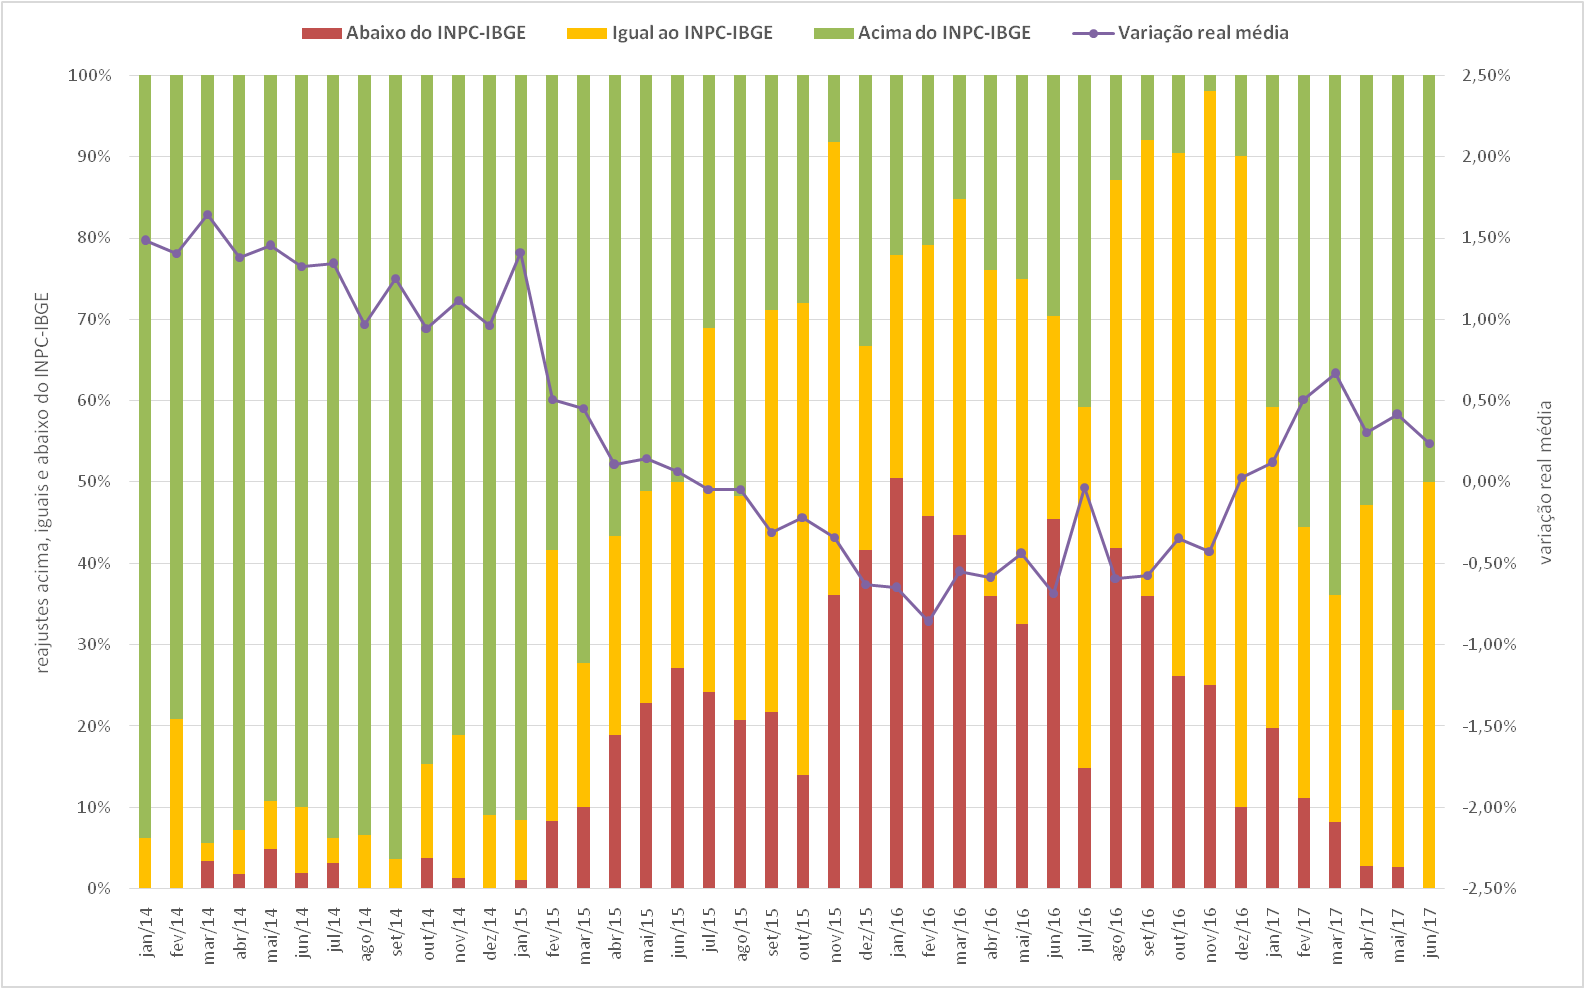 Abaixo do INPC-IBGE Igual ao INPC-IBGE Acima do INPC-IBGE Variação real média
100% 2,50%
90% 2,00%
80% 1,50%
70% 1,00%
60% 0,50%
50% 0,00%
40% -0,50%
30% -1,00%
20% -1,50%
10% -2,00%
0% -2,50%
reajustes acima, iguais e abaixo do INPC-IBGE
variação real média
jan/14
fev/14
mar/14
abr/14
mai/14
jun/14
jul/14
ago/14
set/14
out/14
nov/14
dez/14
jan/15
fev/15
mar/15
abr/15
mai/15
jun/15
jul/15
ago/15
set/15
out/15
nov/15
dez/15
jan/16
fev/16
mar/16
abr/16
mai/16
jun/16
jul/16
ago/16
set/16
out/16
nov/16
dez/16
jan/17
fev/17
mar/17
abr/17
mai/17
jun/17